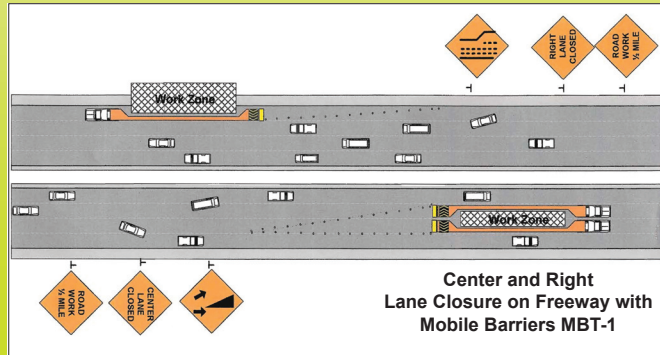 RIGHT
LANE
CLOSED
ROAD
WORK
½ MILE
Work Zone
Work Zone
ROAD
WORK
½ MILE
CENTER
LANE
CLOSED
Center and Right
Lane Closure on Freeway with
Mobile Barriers MBT-1